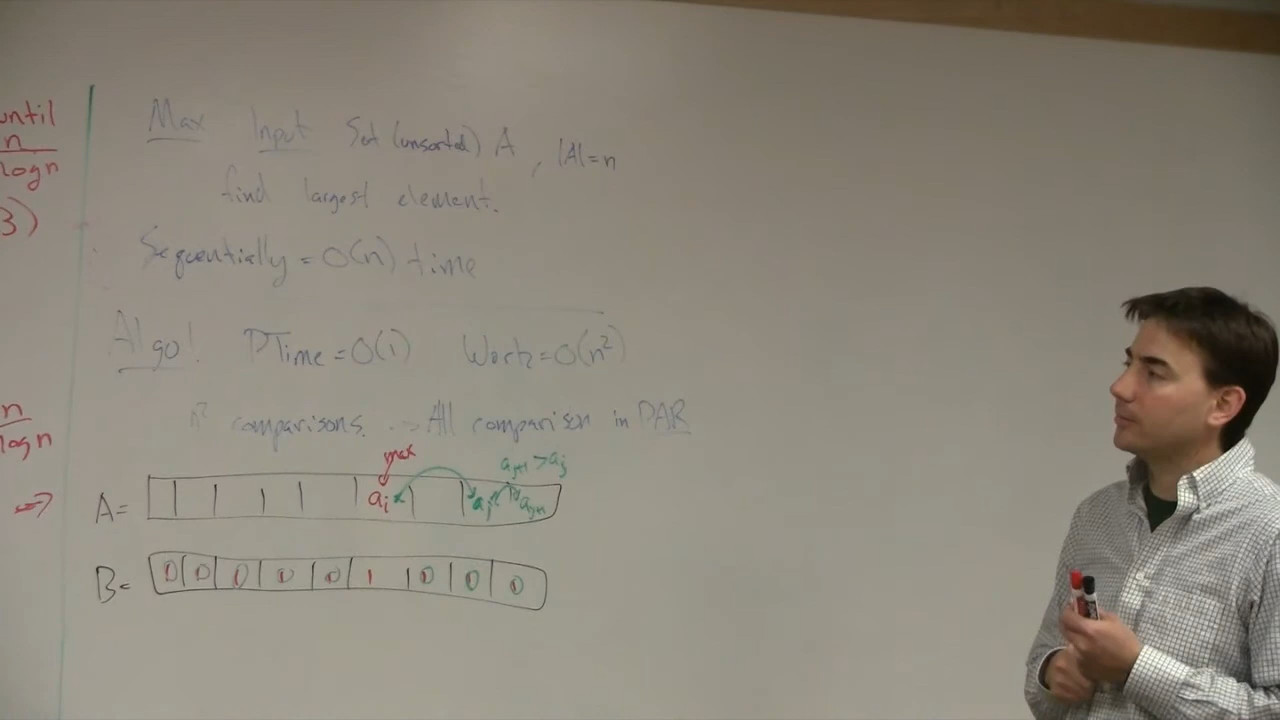 until
n
logn
3)
n
logn
Max Input Set (unsorted) A, |A|=n
find largest element.
Sequentially = O(n) time
Algo! PTime = O(1) Work = O(n²)
n² comparisons. → All comparison in PAR
max
aⱼ₊₁ > aⱼ
A= aᵢ aⱼ aⱼ₊₁
B= 0 0 0 0 0 1 0 0 0